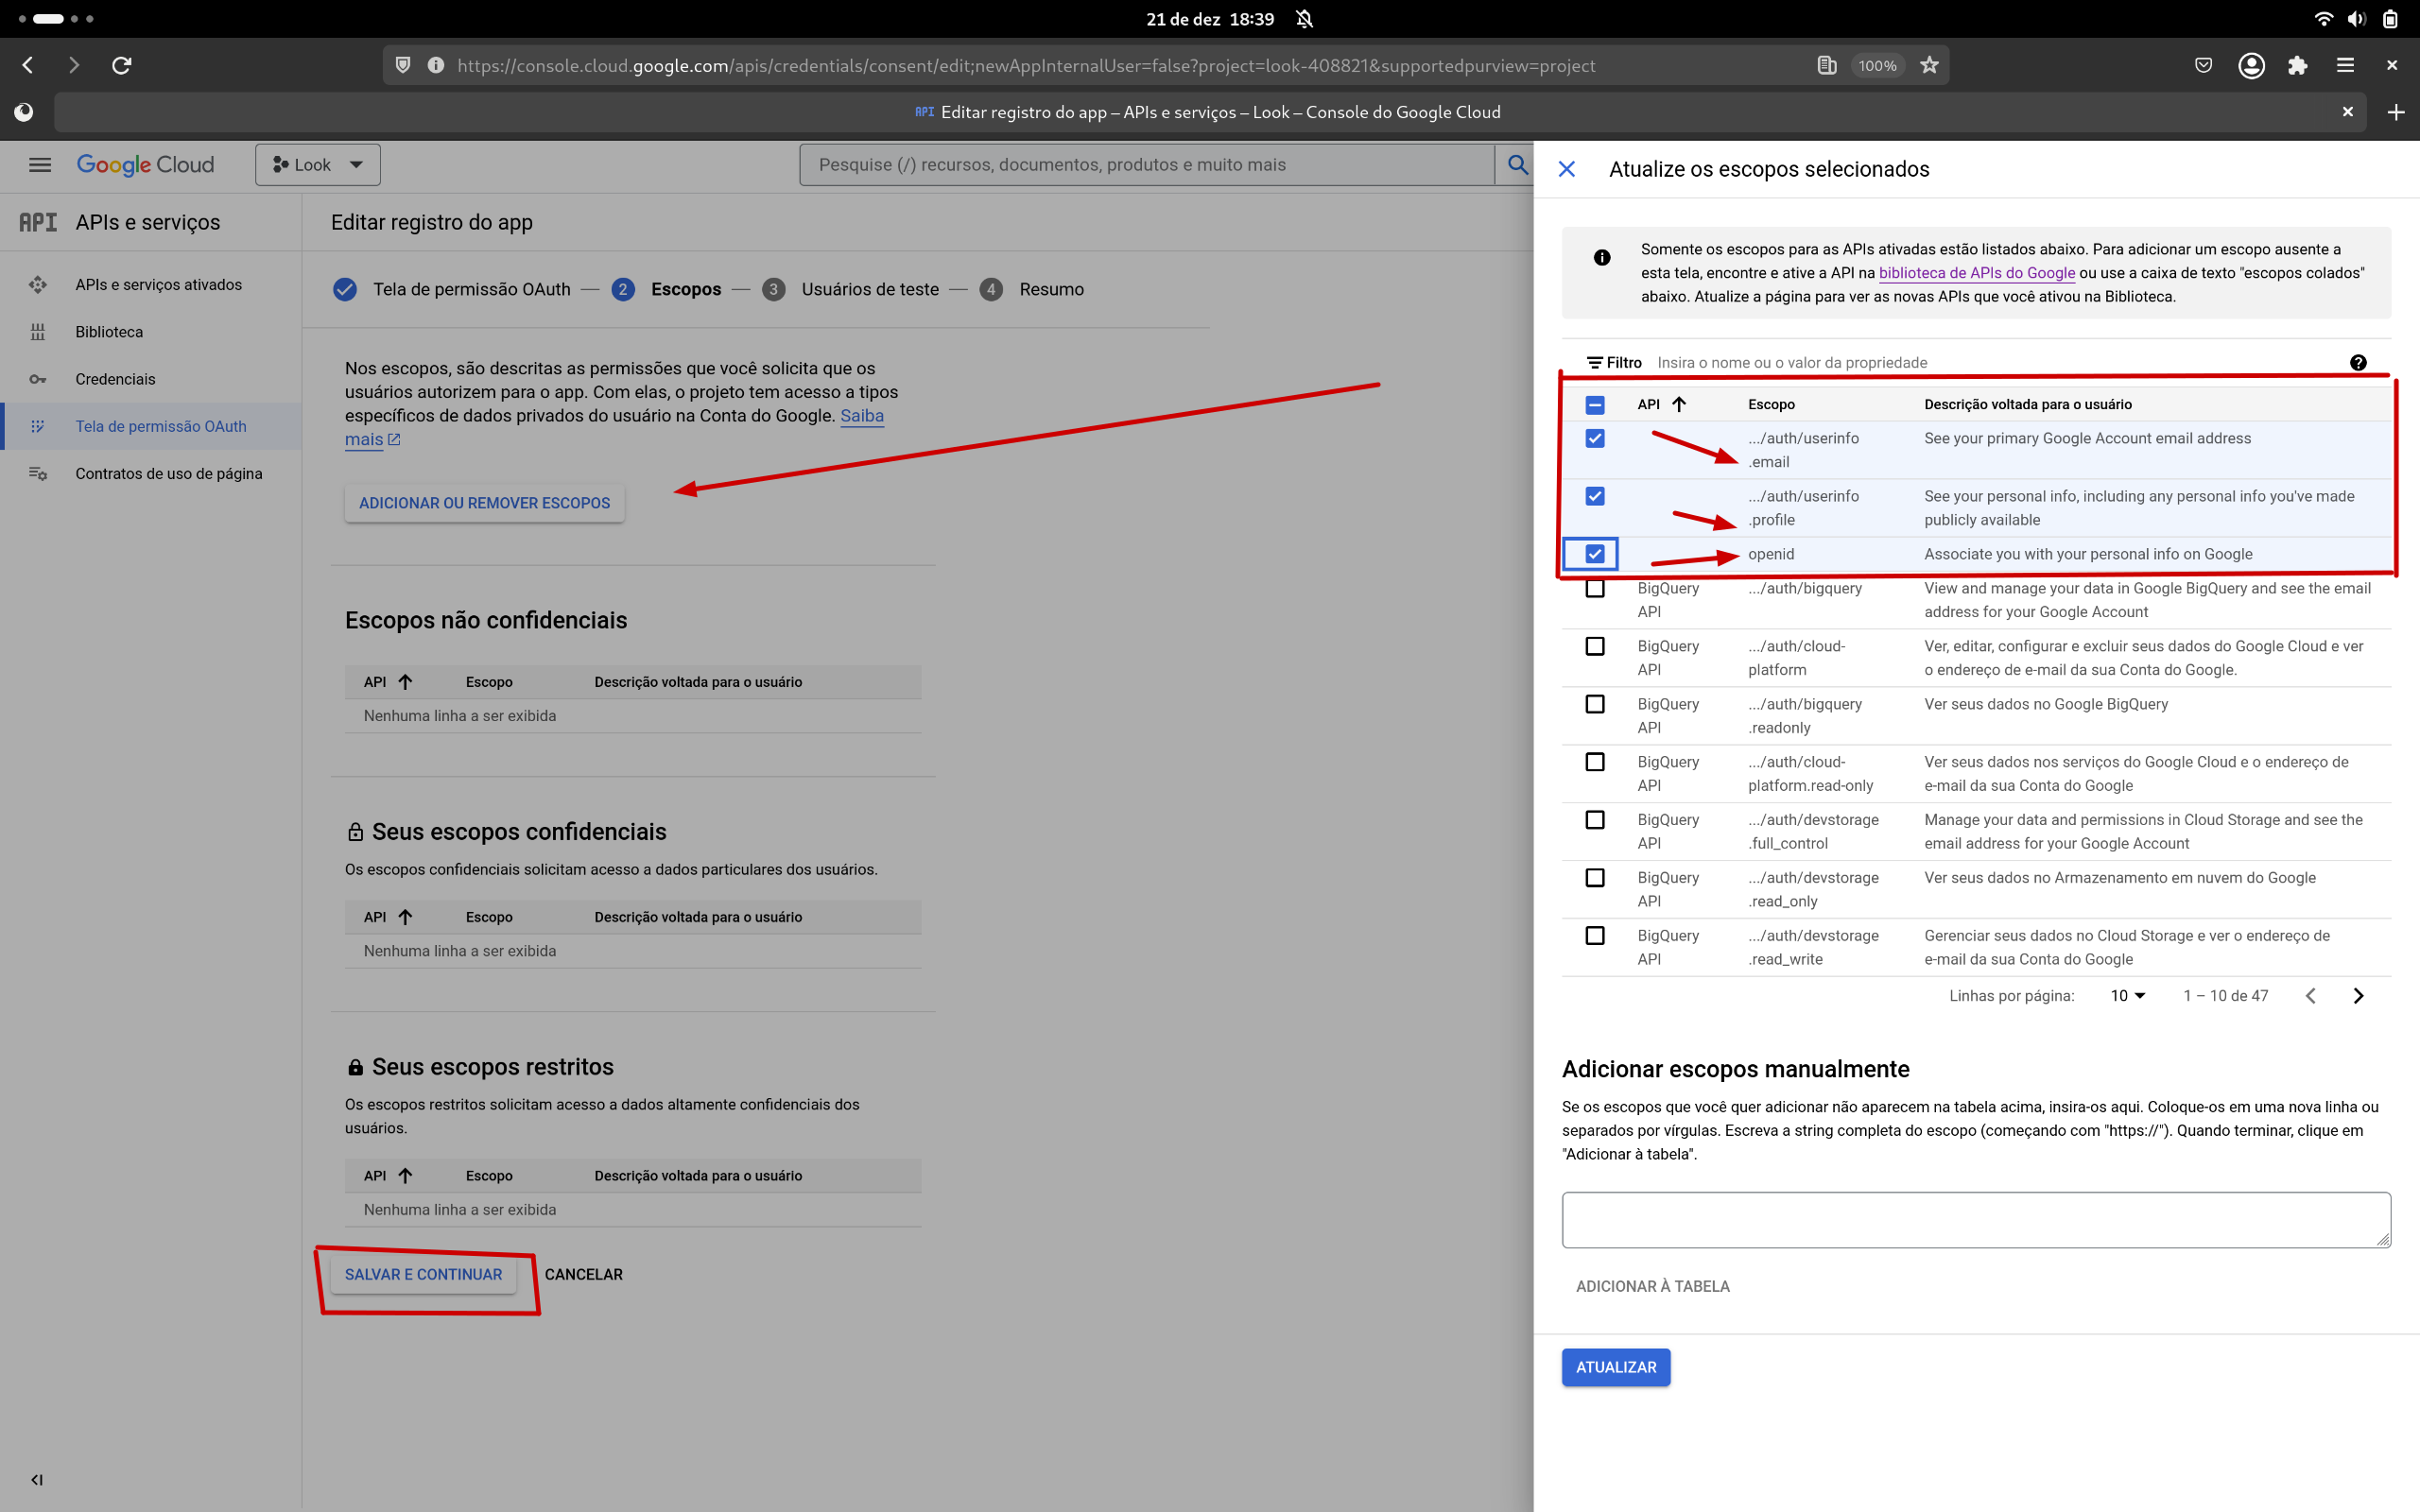 21 de dez 18:39
https://console.cloud.google.com/apis/credentials/consent/edit;newAppInternalUser=false?project=look-408821&supportedpurview=project
100%
API Editar registro do app – APIs e serviços – Look – Console do Google Cloud
Google Cloud
Look
Pesquise (/) recursos, documentos, produtos e muito mais
API APIs e serviços
APIs e serviços ativados
Biblioteca
Credenciais
Tela de permissão OAuth
Contratos de uso de página
Editar registro do app
Tela de permissão OAuth — 2 Escopos — 3 Usuários de teste — 4 Resumo
Nos escopos, são descritas as permissões que você solicita que os
usuários autorizem para o app. Com elas, o projeto tem acesso a tipos
específicos de dados privados do usuário na Conta do Google. Saiba
mais
ADICIONAR OU REMOVER ESCOPOS
Escopos não confidenciais
API Escopo Descrição voltada para o usuário
Nenhuma linha a ser exibida
Seus escopos confidenciais
Os escopos confidenciais solicitam acesso a dados particulares dos usuários.
API Escopo Descrição voltada para o usuário
Nenhuma linha a ser exibida
Seus escopos restritos
Os escopos restritos solicitam acesso a dados altamente confidenciais dos
usuários.
API Escopo Descrição voltada para o usuário
Nenhuma linha a ser exibida
SALVAR E CONTINUAR CANCELAR
Atualize os escopos selecionados
Somente os escopos para as APIs ativadas estão listados abaixo. Para adicionar um escopo ausente a
esta tela, encontre e ative a API na biblioteca de APIs do Google ou use a caixa de texto "escopos colados"
abaixo. Atualize a página para ver as novas APIs que você ativou na Biblioteca.
Filtro Insira o nome ou o valor da propriedade
API Escopo Descrição voltada para o usuário
.../auth/userinfo See your primary Google Account email address
.email
.../auth/userinfo See your personal info, including any personal info you've made
.profile publicly available
openid Associate you with your personal info on Google
BigQuery .../auth/bigquery View and manage your data in Google BigQuery and see the email
API address for your Google Account
BigQuery .../auth/cloud- Ver, editar, configurar e excluir seus dados do Google Cloud e ver
API platform o endereço de e-mail da sua Conta do Google.
BigQuery .../auth/bigquery Ver seus dados no Google BigQuery
API .readonly
BigQuery .../auth/cloud- Ver seus dados nos serviços do Google Cloud e o endereço de
API platform.read-only e-mail da sua Conta do Google
BigQuery .../auth/devstorage Manage your data and permissions in Cloud Storage and see the
API .full_control email address for your Google Account
BigQuery .../auth/devstorage Ver seus dados no Armazenamento em nuvem do Google
API .read_only
BigQuery .../auth/devstorage Gerenciar seus dados no Cloud Storage e ver o endereço de
API .read_write e-mail da sua Conta do Google
Linhas por página: 10 1 – 10 de 47
Adicionar escopos manualmente
Se os escopos que você quer adicionar não aparecem na tabela acima, insira-os aqui. Coloque-os em uma nova linha ou
separados por vírgulas. Escreva a string completa do escopo (começando com "https://"). Quando terminar, clique em
"Adicionar à tabela".
ADICIONAR À TABELA
ATUALIZAR